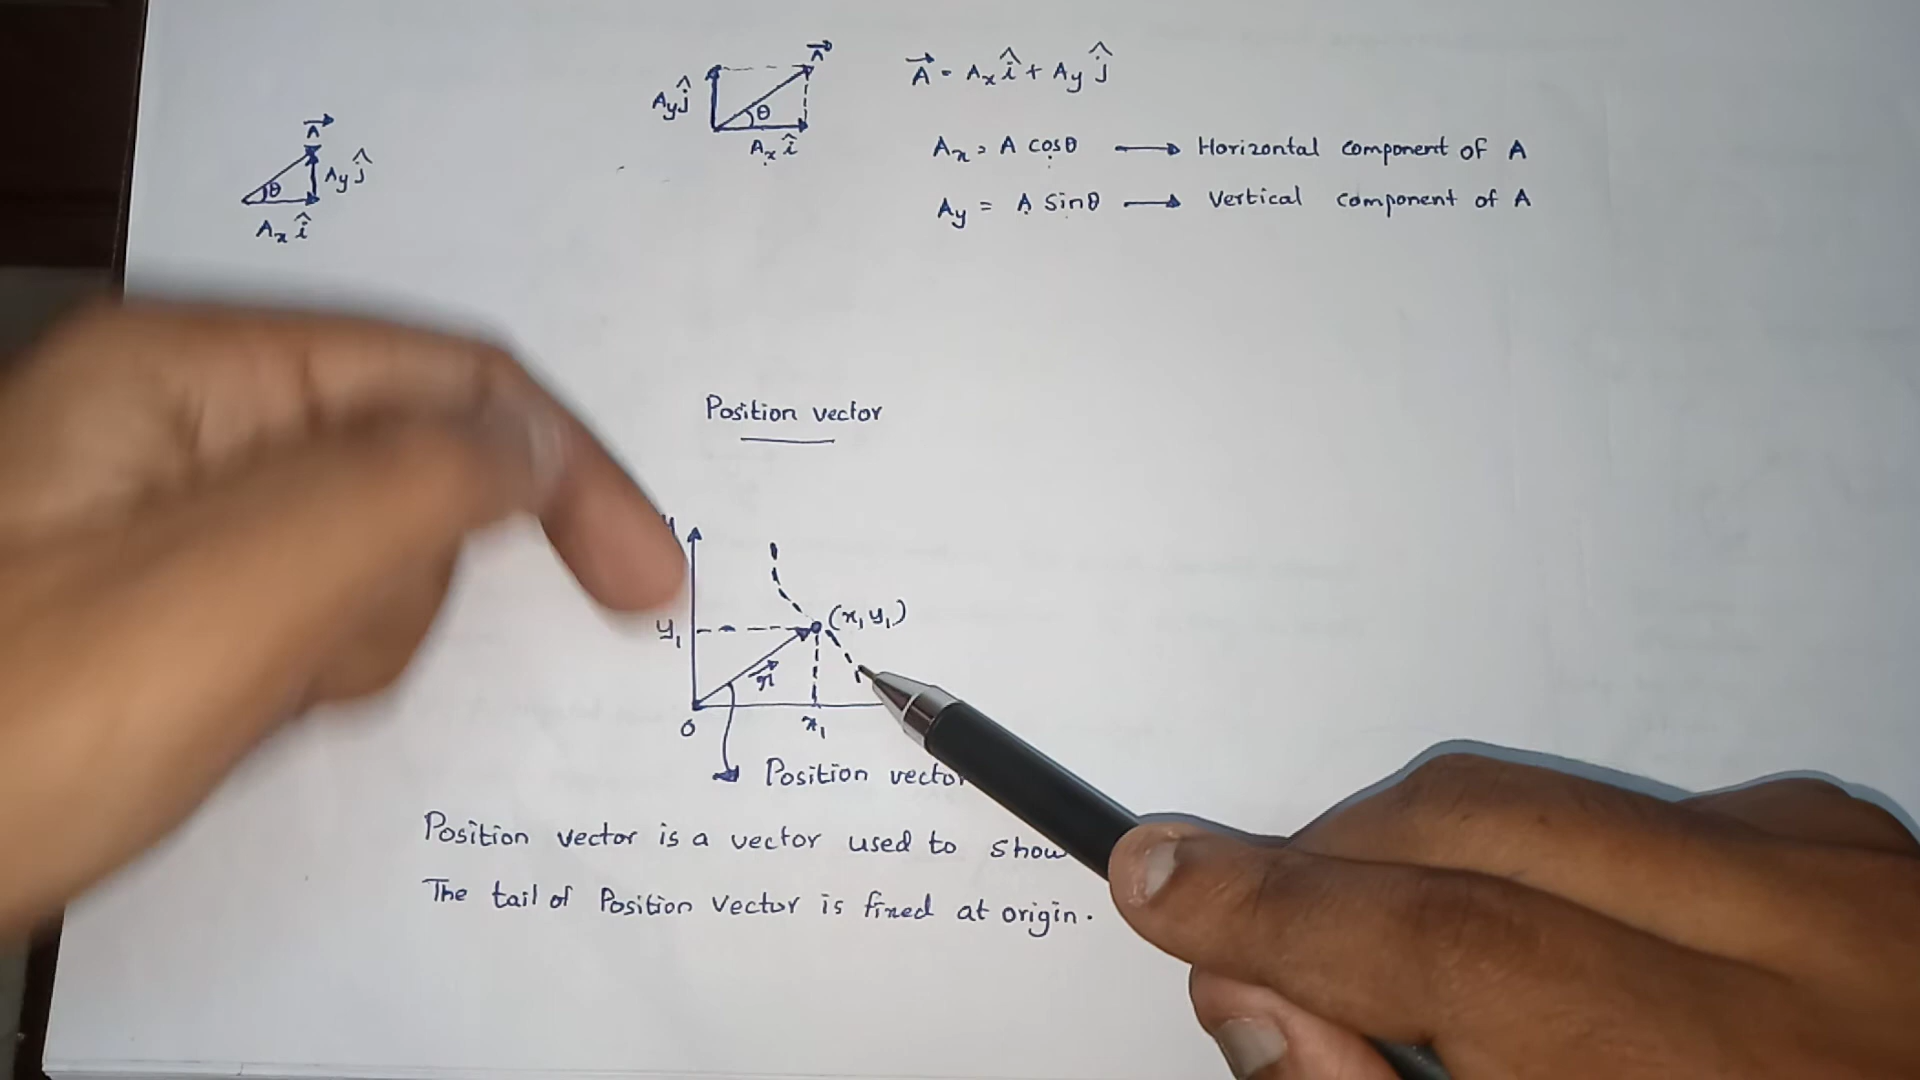 A⃗
Ay ĵ
θ
Ax î
A⃗
Ay ĵ
θ
Ax î
A⃗ = Ax î + Ay ĵ
Ax = A cosθ → Horizontal component of A
Ay = A Sinθ → Vertical component of A
Position vector
y
y₁
(x₁ y₁)
r⃗
O
x₁
Position vector
Position vector is a vector used to show
The tail of Position Vector is fixed at origin.